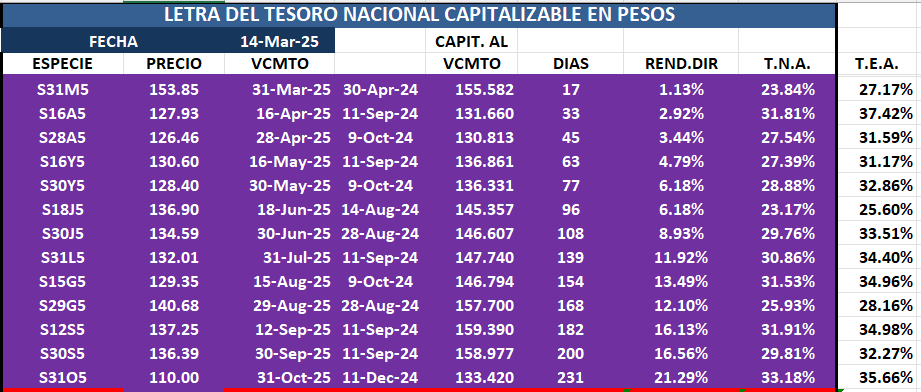 LETRA DEL TESORO NACIONAL CAPITALIZABLE EN PESOS
FECHA 14-Mar-25 CAPIT. AL
ESPECIE PRECIO VCMTO VCMTO DIAS REND.DIR T.N.A. T.E.A.
S31M5 153.85 31-Mar-25 30-Apr-24 155.582 17 1.13% 23.84% 27.17%
S16A5 127.93 16-Apr-25 11-Sep-24 131.660 33 2.92% 31.81% 37.42%
S28A5 126.46 28-Apr-25 9-Oct-24 130.813 45 3.44% 27.54% 31.59%
S16Y5 130.60 16-May-25 11-Sep-24 136.861 63 4.79% 27.39% 31.17%
S30Y5 128.40 30-May-25 9-Oct-24 136.331 77 6.18% 28.88% 32.86%
S18J5 136.90 18-Jun-25 14-Aug-24 145.357 96 6.18% 23.17% 25.60%
S30J5 134.59 30-Jun-25 28-Aug-24 146.607 108 8.93% 29.76% 33.51%
S31L5 132.01 31-Jul-25 11-Sep-24 147.740 139 11.92% 30.86% 34.40%
S15G5 129.35 15-Aug-25 9-Oct-24 146.794 154 13.49% 31.53% 34.96%
S29G5 140.68 29-Aug-25 28-Aug-24 157.700 168 12.10% 25.93% 28.16%
S12S5 137.25 12-Sep-25 11-Sep-24 159.390 182 16.13% 31.91% 34.98%
S30S5 136.39 30-Sep-25 11-Sep-24 158.977 200 16.56% 29.81% 32.27%
S31O5 110.00 31-Oct-25 11-Dec-24 133.420 231 21.29% 33.18% 35.66%